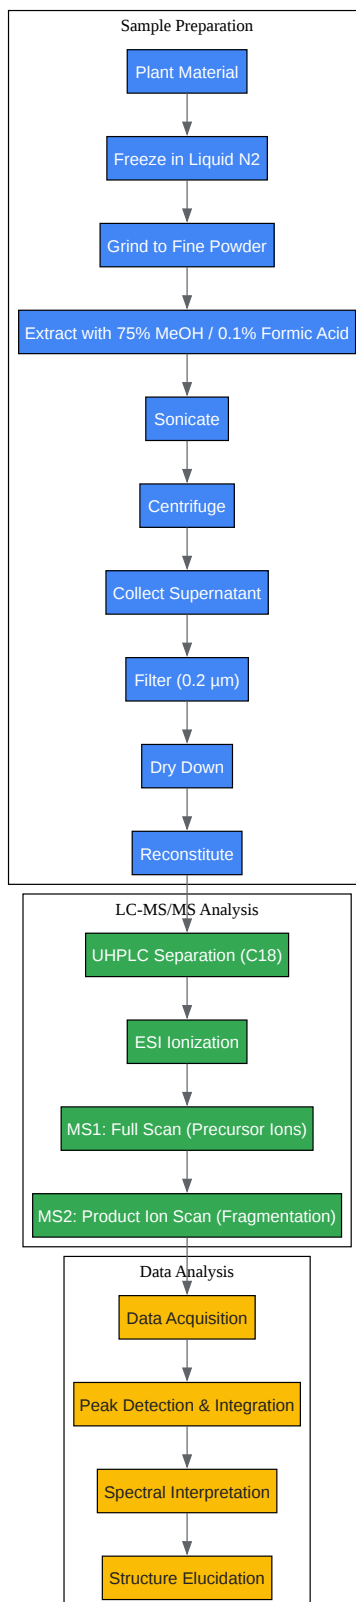 Sample Preparation
Plant Material
Freeze in Liquid N2
Grind to Fine Powder
Extract with 75% MeOH / 0.1% Formic Acid
Sonicate
Centrifuge
Collect Supernatant
Filter (0.2 µm)
Dry Down
Reconstitute
LC-MS/MS Analysis
UHPLC Separation (C18)
ESI Ionization
MS1: Full Scan (Precursor Ions)
MS2: Product Ion Scan (Fragmentation)
Data Analysis
Data Acquisition
Peak Detection & Integration
Spectral Interpretation
Structure Elucidation